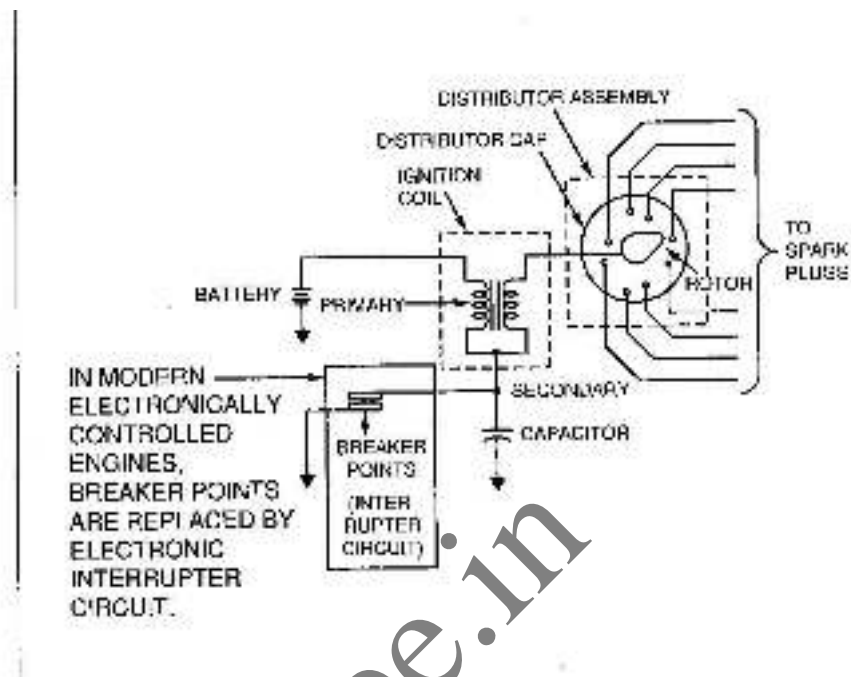 DISTRIBUTOR ASSEMBLY
DISTRIBUTOR CAP
IGNITION
COIL
TO
SPARK
PLUGS
ROTOR
BATTERY
PRIMARY
IN MODERN
ELECTRONICALLY
CONTROLLED
ENGINES,
BREAKER POINTS
ARE REPLACED BY
ELECTRONIC
INTERRUPTER
CIRCUIT.
SECONDARY
CAPACITOR
BREAKER
POINTS
(INTER
RUPTER
CIRCUIT)
e.in